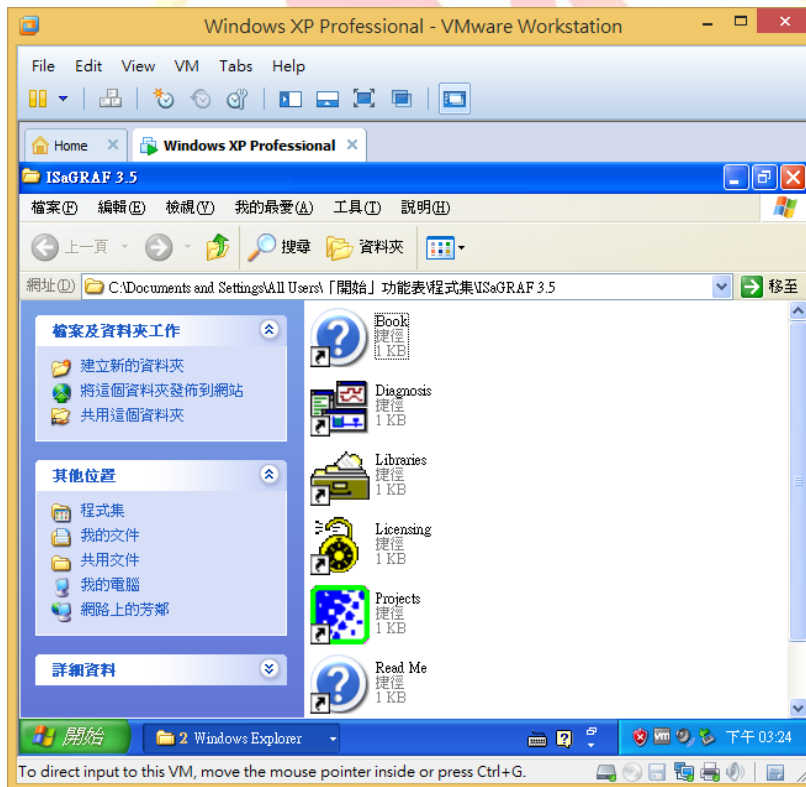 Windows XP Professional - VMware Workstation
File Edit View VM Tabs Help
Home
Windows XP Professional
ISaGRAF 3.5
檔案(F) 編輯(E) 檢視(V) 我的最愛(A) 工具(T) 說明(H)
上一頁 搜尋 資料夾
網址(D) C:\Documents and Settings\All Users\「開始」功能表\程式集\ISaGRAF 3.5 移至
檔案及資料夾工作
建立新的資料夾
將這個資料夾發佈到網站
共用這個資料夾
其他位置
程式集
我的文件
共用文件
我的電腦
網路上的芳鄰
詳細資料
Book
捷徑
1 KB
Diagnosis
捷徑
1 KB
Libraries
捷徑
1 KB
Licensing
捷徑
1 KB
Projects
捷徑
1 KB
Read Me
捷徑
1 KB
開始 2 Windows Explorer 下午 03:24
To direct input to this VM, move the mouse pointer inside or press Ctrl+G.